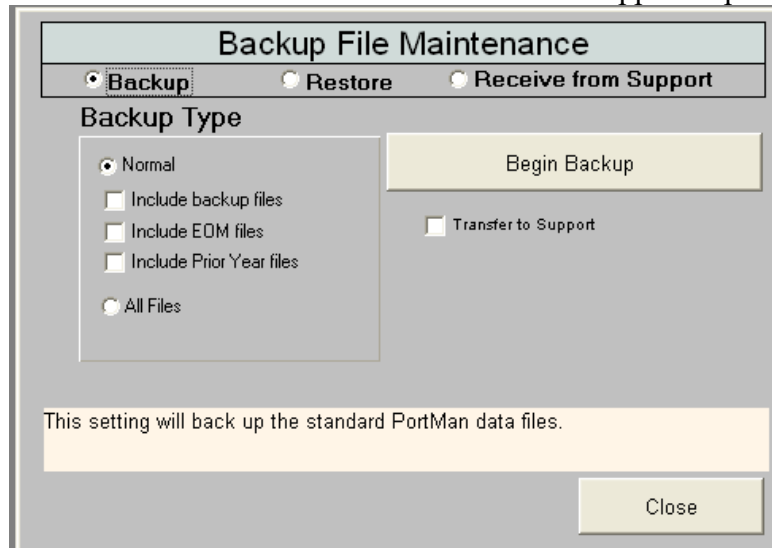 Backup File Maintenance
Backup Restore Receive from Support
Backup Type
Normal
Begin Backup
Include backup files
Transfer to Support
Include EOM files
Include Prior Year files
All Files
This setting will back up the standard PortMan data files.
Close